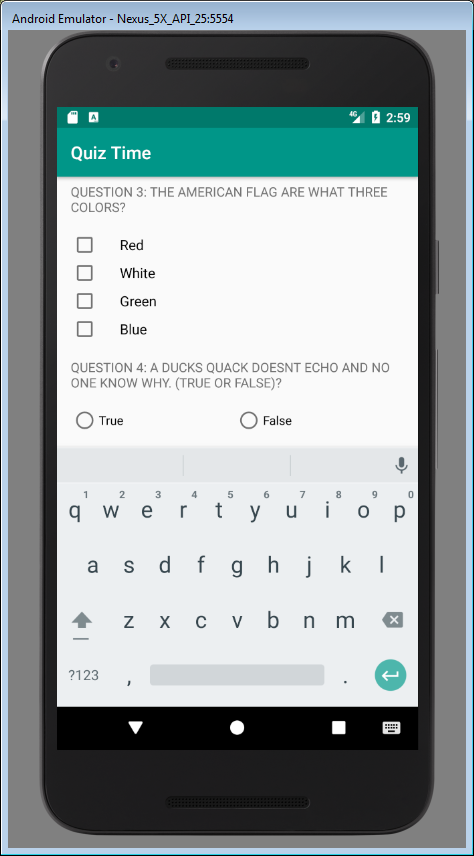 Android Emulator - Nexus_5X_API_25:5554
A 4G 2:59
Quiz Time
QUESTION 3: THE AMERICAN FLAG ARE WHAT THREE
COLORS?
Red
White
Green
Blue
QUESTION 4: A DUCKS QUACK DOESNT ECHO AND NO
ONE KNOW WHY. (TRUE OR FALSE)?
True False
1 2 3 4 5 6 7 8 9 0
q w e r t y u i o p
a s d f g h j k l
z x c v b n m
?123 , .